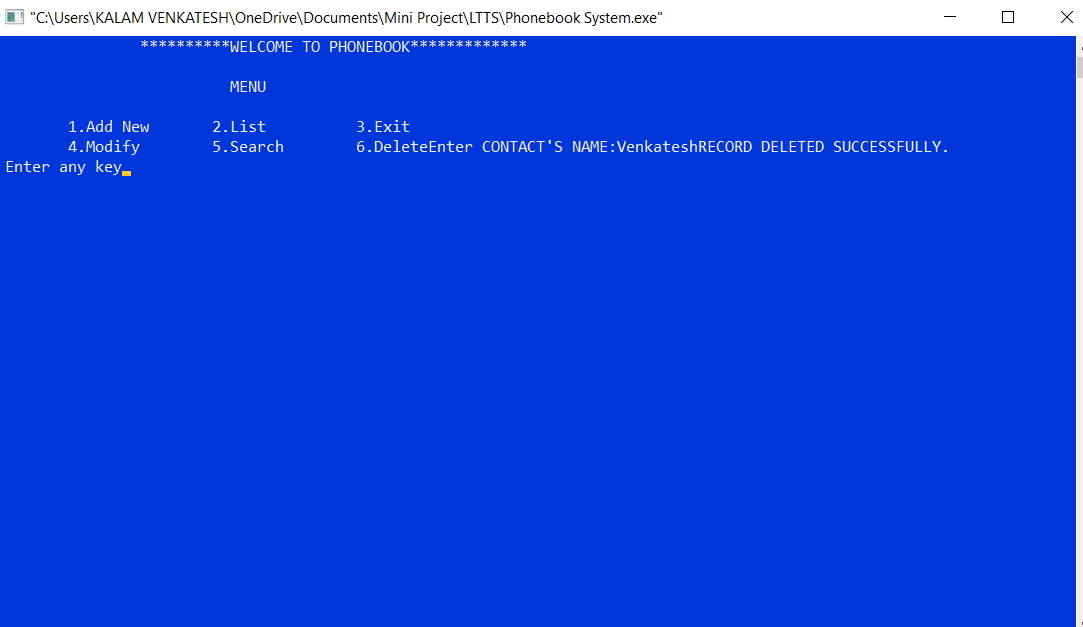 "C:\Users\KALAM VENKATESH\OneDrive\Documents\Mini Project\LTTS\Phonebook System.exe"
**********WELCOME TO PHONEBOOK*************
MENU
1.Add New 2.List 3.Exit
4.Modify 5.Search 6.DeleteEnter CONTACT'S NAME:VenkateshRECORD DELETED SUCCESSFULLY.
Enter any key